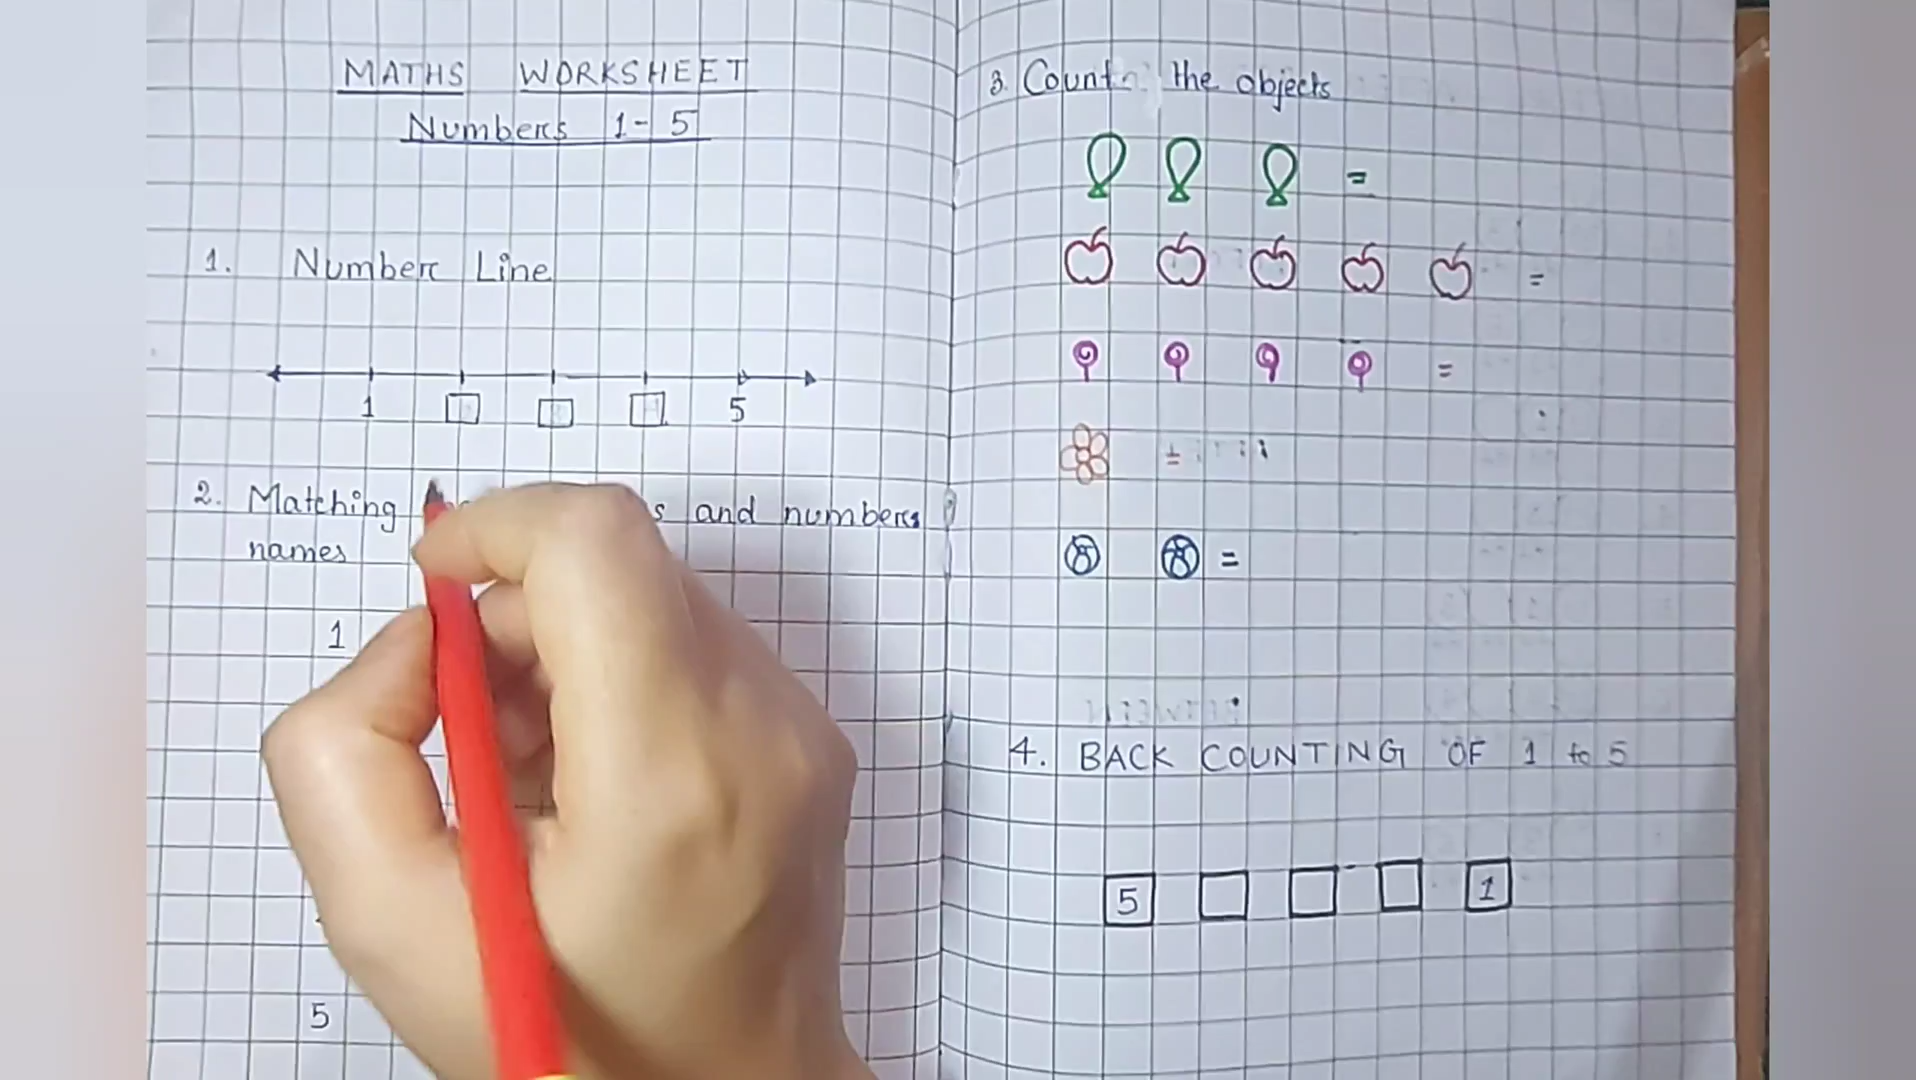 MATHS WORKSHEET
Numbers 1-5
1. Number Line
1 5
2. Matching and numbers
names
1
5
3. Count the objects
=
=
=
=
=
4. BACK COUNTING OF 1 to 5
5 1